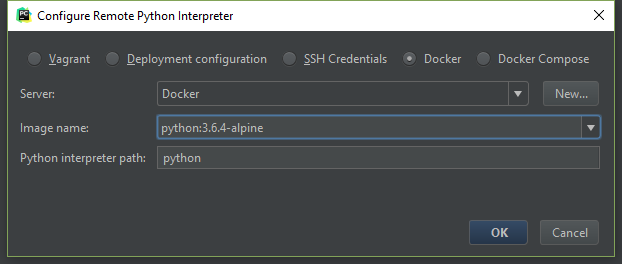 PC
Configure Remote Python Interpreter
Vagrant Deployment configuration SSH Credentials Docker Docker Compose
Server: Docker New...
Image name: python:3.6.4-alpine
Python interpreter path: python
OK Cancel